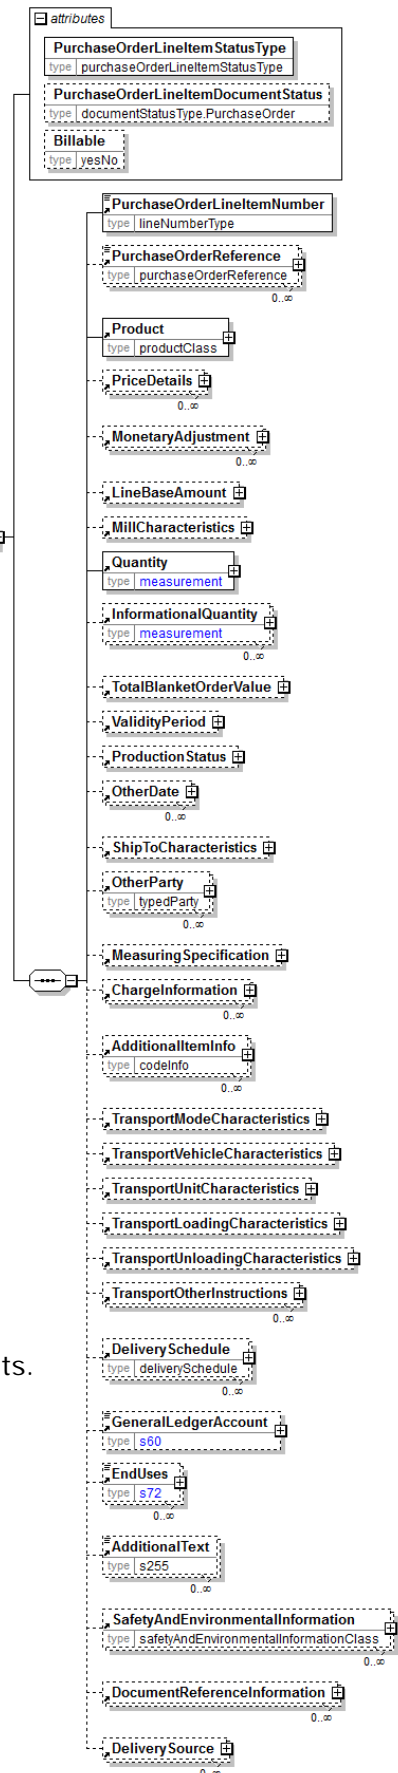 attributes
PurchaseOrderLineItemStatusType
type purchaseOrderLineItemStatusType
PurchaseOrderLineItemDocumentStatus
type documentStatusType.PurchaseOrder
Billable
type yesNo
PurchaseOrderLineItemNumber
type lineNumberType
PurchaseOrderReference
type purchaseOrderReference
0..∞
Product
type productClass
PriceDetails
0..∞
MonetaryAdjustment
0..∞
LineBaseAmount
MillCharacteristics
Quantity
type measurement
InformationalQuantity
type measurement
0..∞
TotalBlanketOrderValue
ValidityPeriod
ProductionStatus
OtherDate
0..∞
ShipToCharacteristics
OtherParty
type typedParty
0..∞
MeasuringSpecification
ChargeInformation
0..∞
AdditionalItemInfo
type codeInfo
0..∞
TransportModeCharacteristics
TransportVehicleCharacteristics
TransportUnitCharacteristics
TransportLoadingCharacteristics
TransportUnloadingCharacteristics
TransportOtherInstructions
0..∞
DeliverySchedule
ts.
type deliverySchedule
0..∞
GeneralLedgerAccount
type s60
EndUses
type s72
0..∞
AdditionalText
type s255
0..∞
SafetyAndEnvironmentalInformation
type safetyAndEnvironmentalInformationClass
0..∞
DocumentReferenceInformation
0..∞
DeliverySource
0..∞